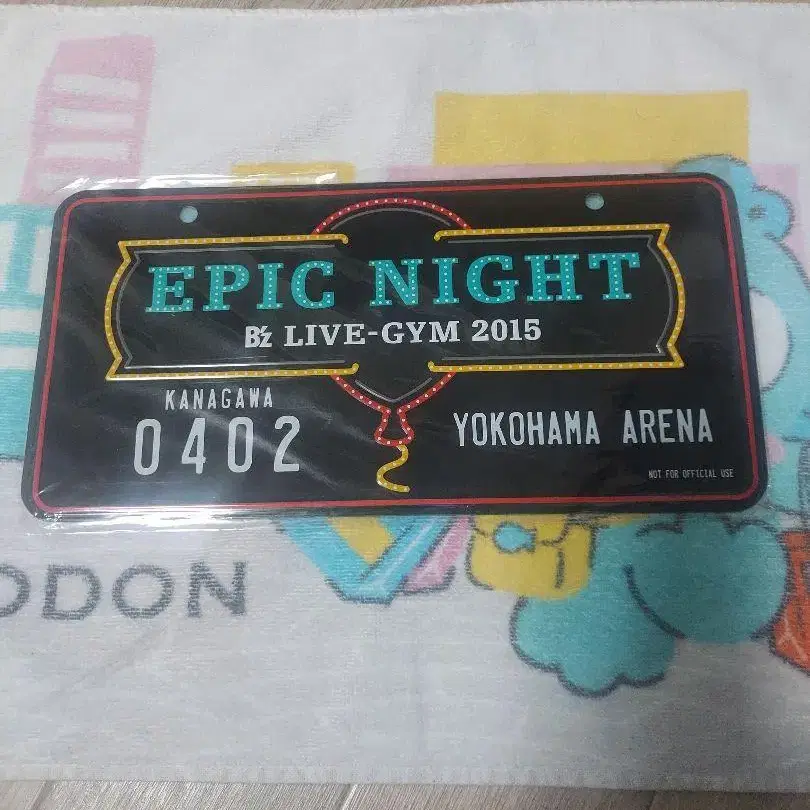 EPIC NIGHT
B'z LIVE-GYM 2015
KANAGAWA
0402
YOKOHAMA ARENA
NOT FOR OFFICIAL USE
ODON